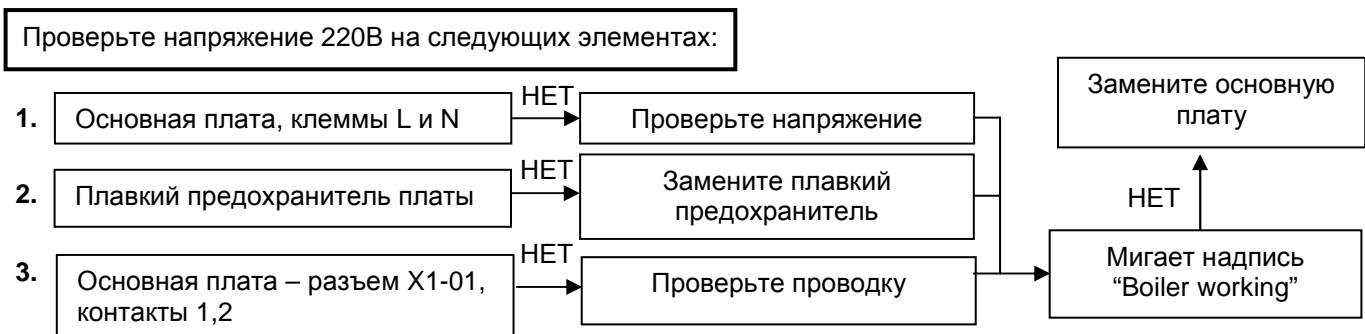 Проверьте напряжение 220В на следующих элементах:
1. Основная плата, клеммы L и N
НЕТ
Проверьте напряжение
2. Плавкий предохранитель платы
НЕТ
Замените плавкий
предохранитель
3. Основная плата – разъем X1-01,
контакты 1,2
НЕТ
Проверьте проводку
Мигает надпись
“Boiler working”
НЕТ
Замените основную
плату